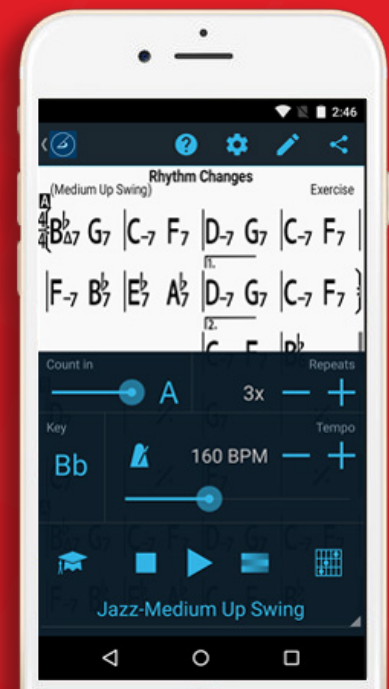 2:46
Rhythm Changes
(Medium Up Swing) Exercise
A
4/4 B♭△7 G7 | C-7 F7 | D-7 G7 | C-7 F7 |
1.
|F-7 B♭7 | E♭7 A♭7 | D-7 G7 | C-7 F7 }
2.
Count in Repeats
A 3x
Key Tempo
Bb 160 BPM
Jazz-Medium Up Swing